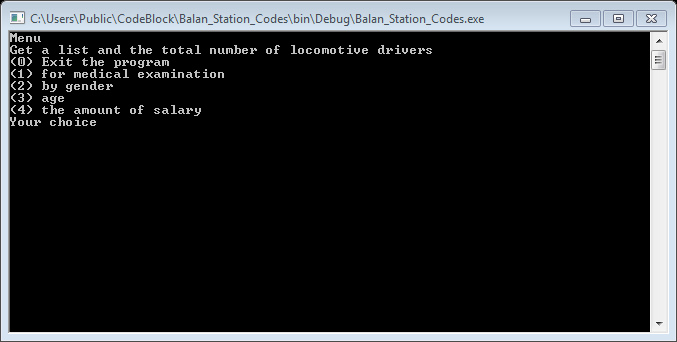 C:\Users\Public\CodeBlock\Balan_Station_Codes\bin\Debug\Balan_Station_Codes.exe
Menu
Get a list and the total number of locomotive drivers
(0) Exit the program
(1) for medical examination
(2) by gender
(3) age
(4) the amount of salary
Your choice